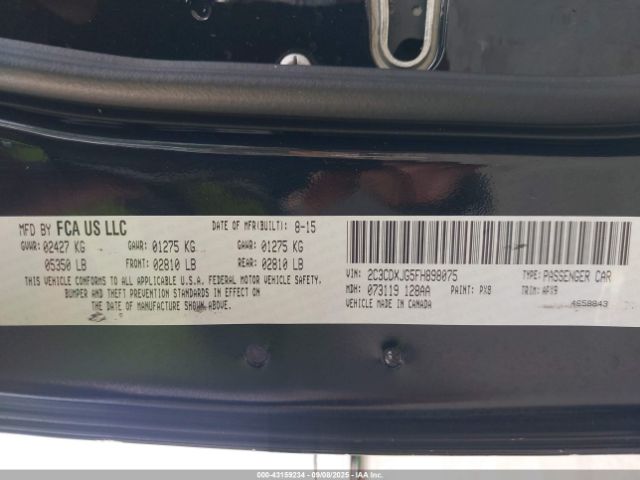 MFD BY FCA US LLC DATE OF MFR(BUILT): 8-15
GVWR: 02427 KG GAWR: 01275 KG GAWR: 01275 KG
05350 LB FRONT: 02810 LB REAR: 02810 LB
THIS VEHICLE CONFORMS TO ALL APPLICABLE U.S.A. FEDERAL MOTOR VEHICLE SAFETY,
BUMPER AND THEFT PREVENTION STANDARDS IN EFFECT ON
THE DATE OF MANUFACTURE SHOWN ABOVE.
VIN: 2C3CDXJG5FH898075 TYPE: PASSENGER CAR
MDH: 073119 128AA PAINT: PX8 TRIM: APX9
VEHICLE MADE IN CANADA 4658843
000-43159234 - 09/08/2025 - IAA Inc.